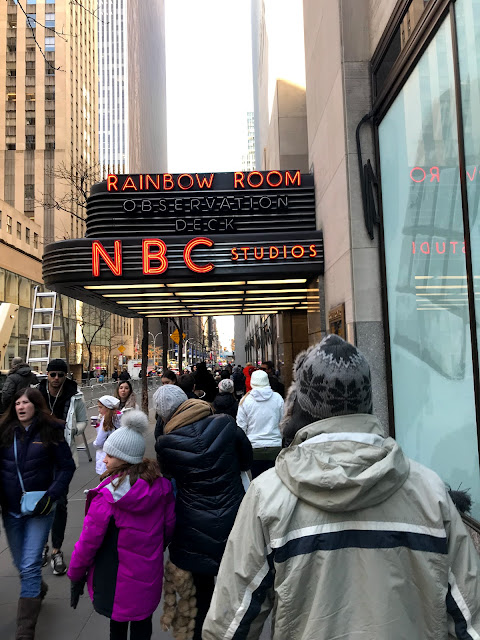 RAINBOW ROOM
OBSERVATION
DECK
NBC STUDIOS